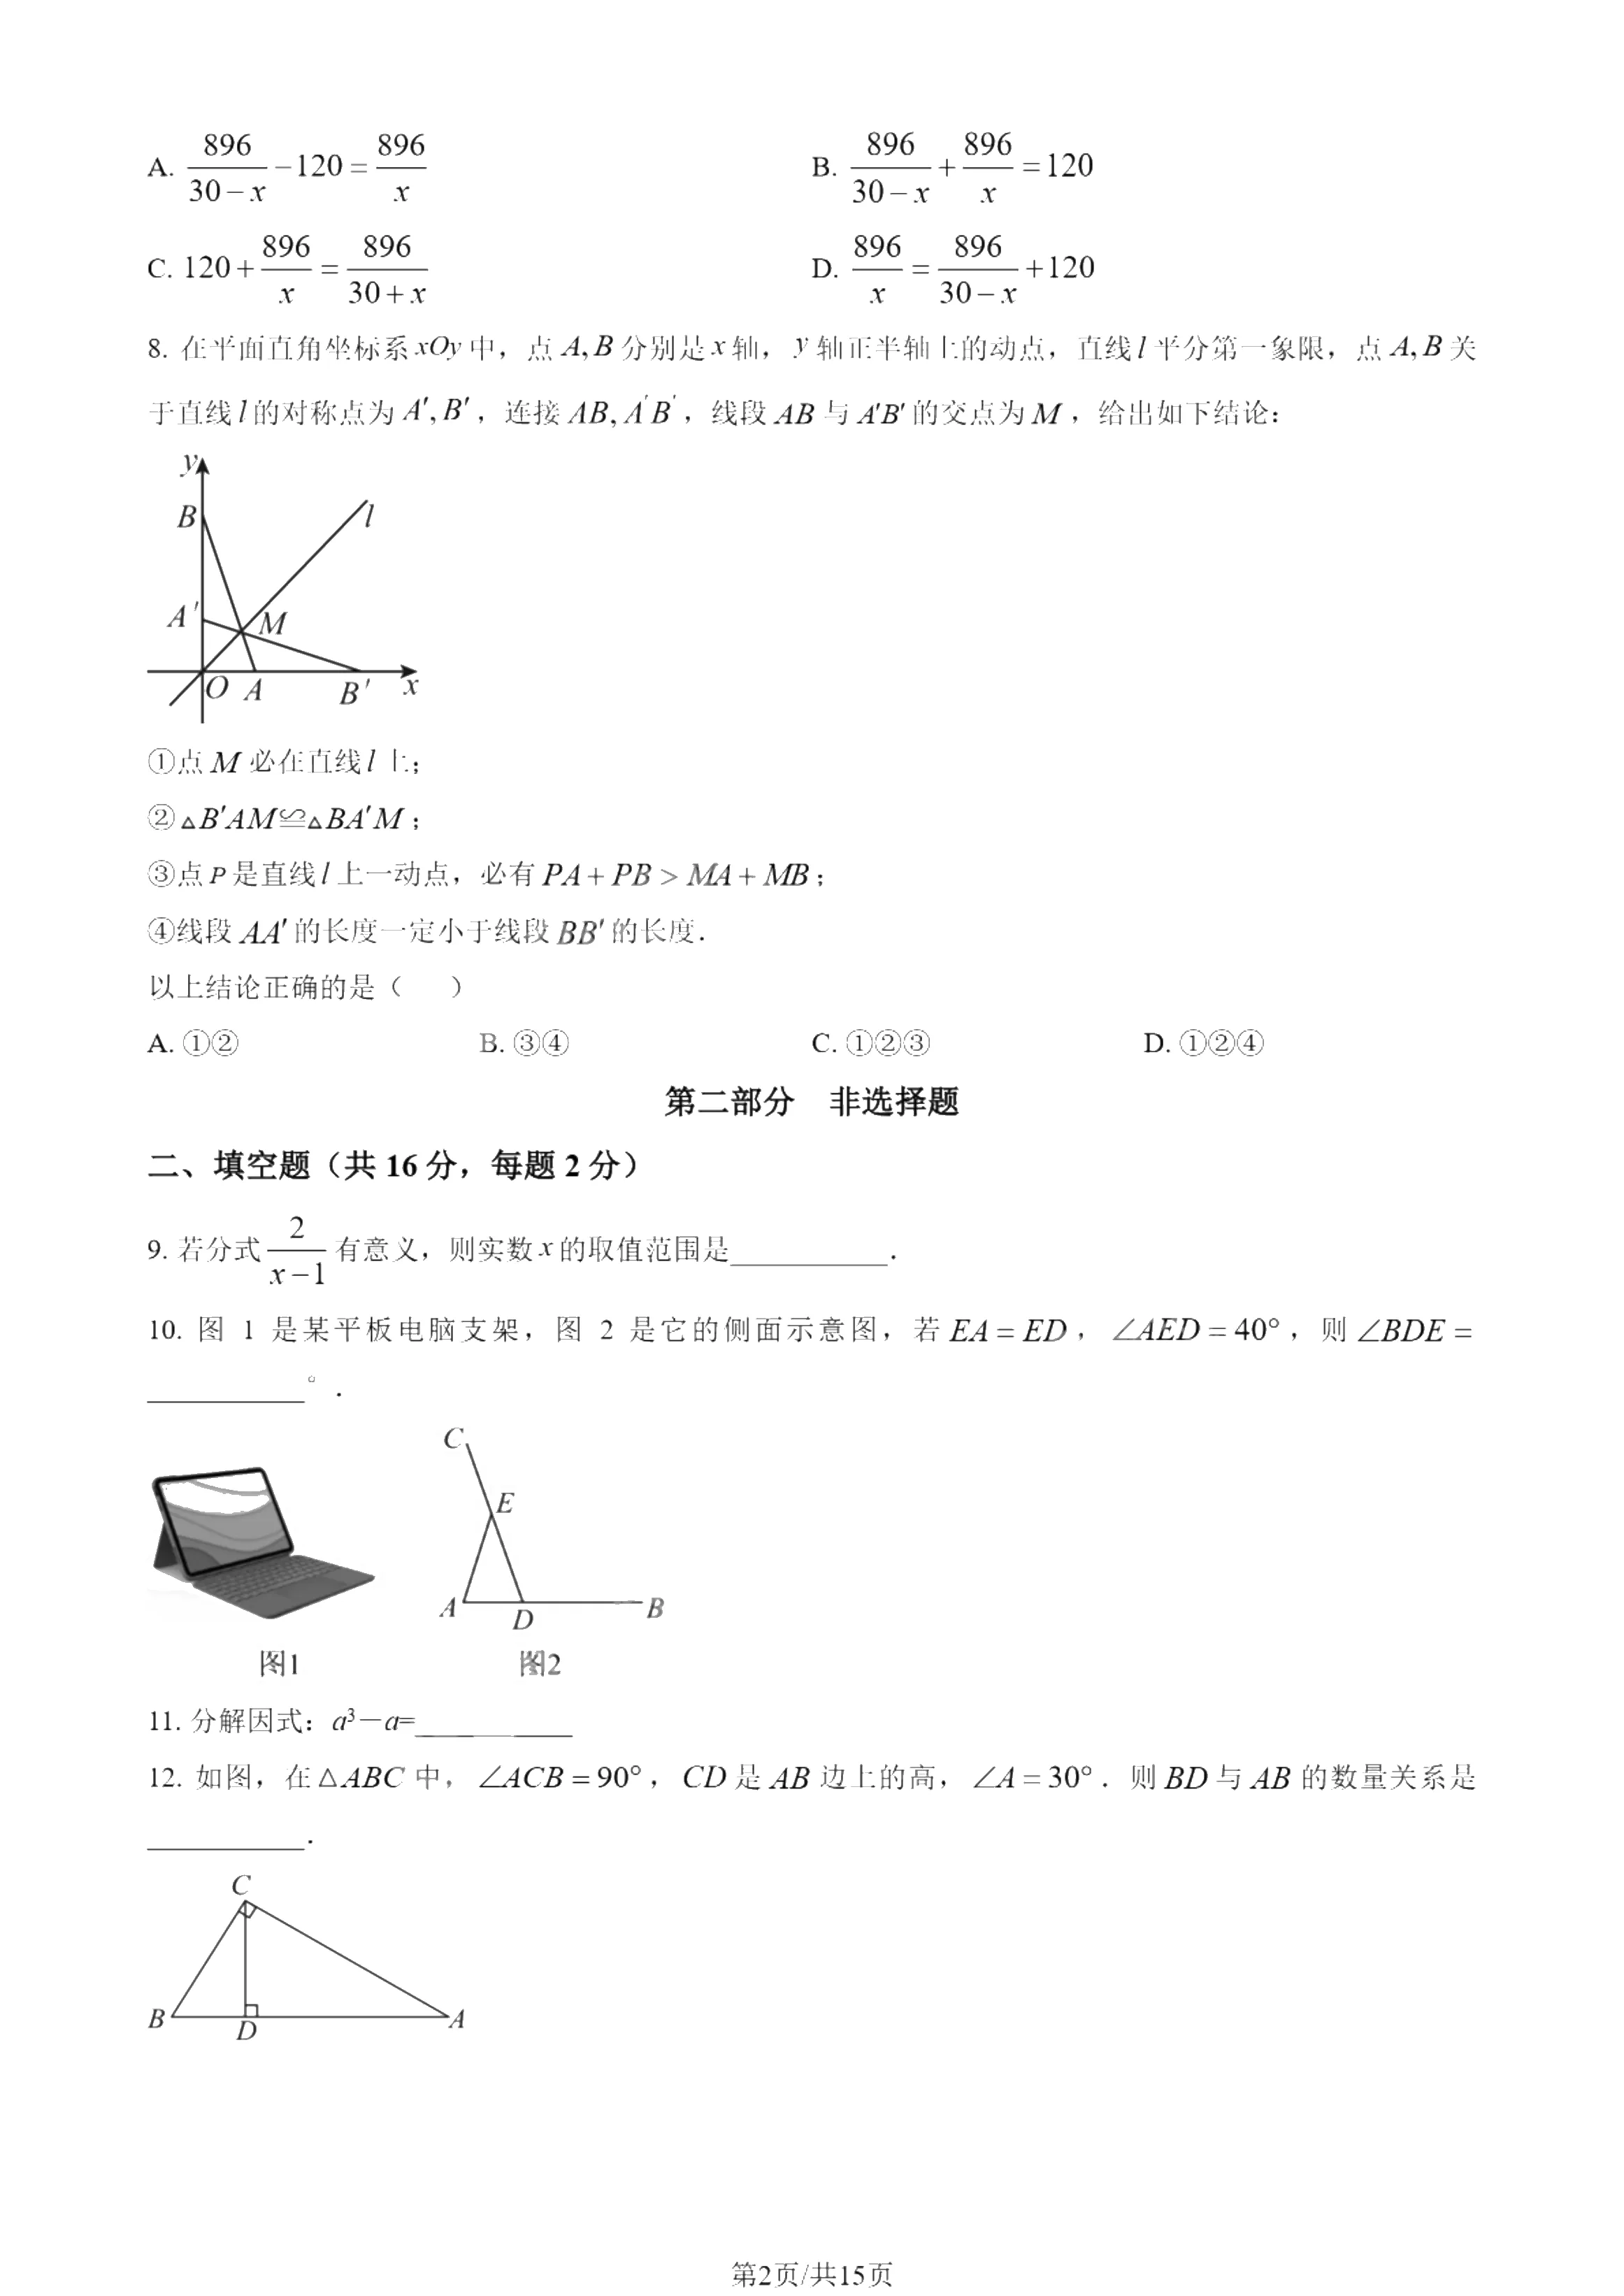 A. 896/(30−x) −120 = 896/x
B. 896/(30−x) + 896/x =120
C. 120+ 896/x = 896/(30+x)
D. 896/x = 896/(30−x) +120
8. 在平面直角坐标系xOy中，点A,B分别是x轴，y轴正半轴上的动点，直线l平分第一象限，点A,B关
于直线l的对称点为A′,B′，连接AB,A′B′，线段AB与A′B′的交点为M，给出如下结论：
y
B
l
A′
M
O A B′ x
①点M必在直线l上；
②△B′AM≌△BA′M；
③点P是直线l上一动点，必有PA+PB>MA+MB；
④线段AA′的长度一定小于线段BB′的长度．
以上结论正确的是（ ）
A. ①② B. ③④ C. ①②③ D. ①②④
第二部分 非选择题
二、填空题（共16分，每题2分）
9. 若分式2/(x−1)有意义，则实数x的取值范围是__________．
10. 图1是某平板电脑支架，图2是它的侧面示意图，若EA=ED，∠AED=40°，则∠BDE=
__________°．
C
E
A D B
图1 图2
11. 分解因式：a³－a=__________
12. 如图，在△ABC中，∠ACB=90°，CD是AB边上的高，∠A=30°．则BD与AB的数量关系是
__________．
C
B D A
第2页/共15页